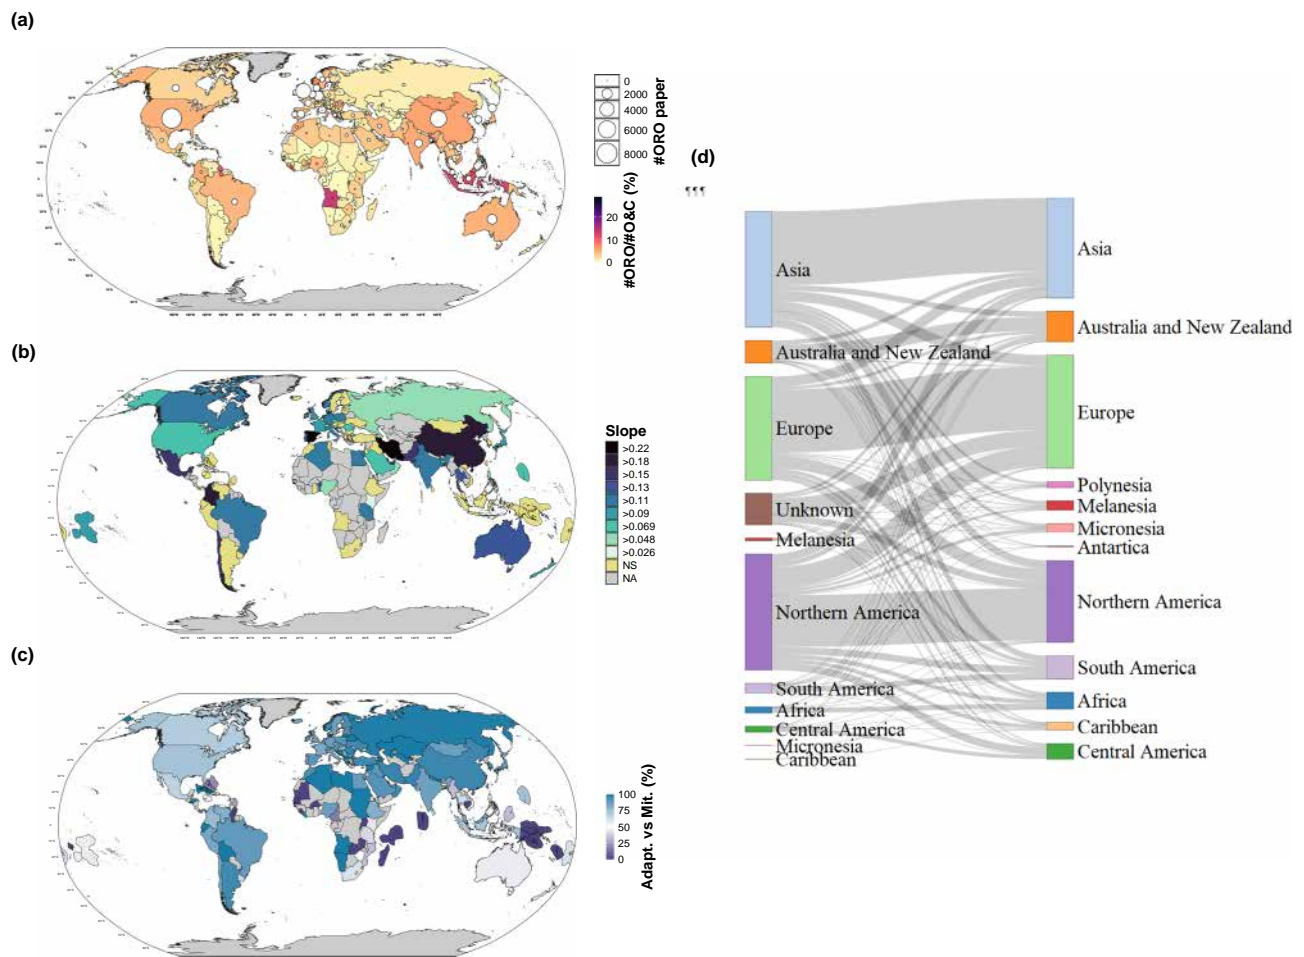 (a)
0
2000
4000
6000
8000
#ORO paper
20
10
0
#ORO/#O&C (%)
(b)
Slope
>0.22
>0.18
>0.15
>0.13
>0.11
>0.09
>0.069
>0.048
>0.026
NS
NA
(c)
100
75
50
25
0
Adapt. vs Mit. (%)
(d)
¶¶¶
Asia
Australia and New Zealand
Europe
Unknown
Melanesia
Northern America
South America
Africa
Central America
Micronesia
Caribbean
Asia
Australia and New Zealand
Europe
Polynesia
Melanesia
Micronesia
Antartica
Northern America
South America
Africa
Caribbean
Central America